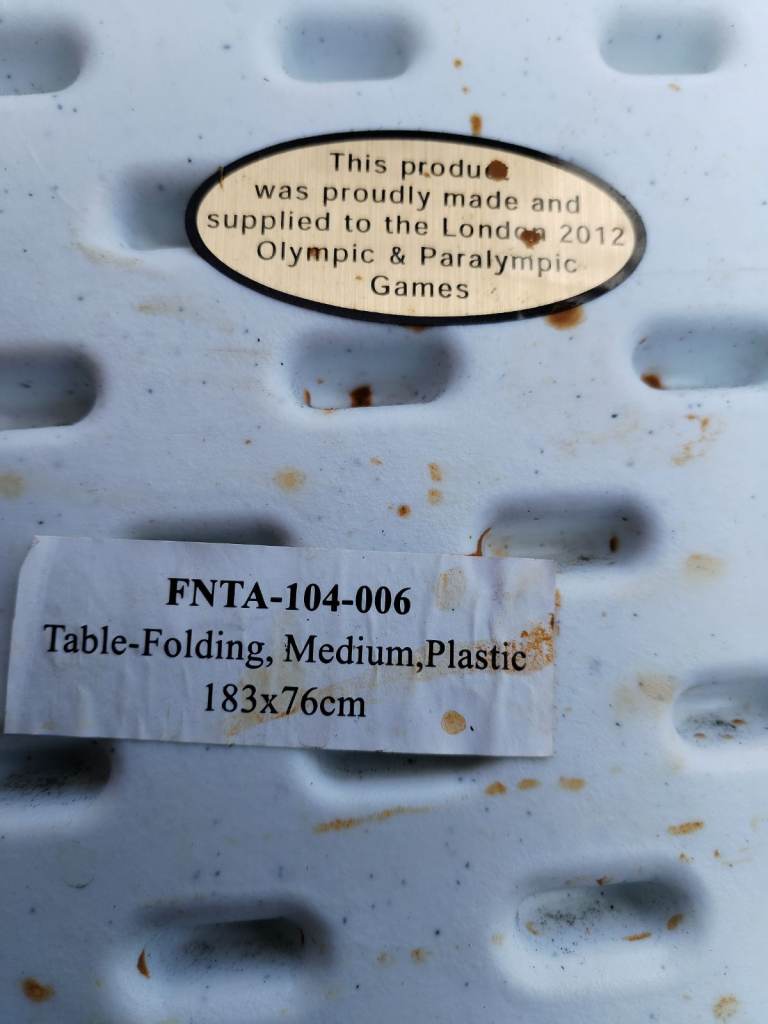 This product
was proudly made and
supplied to the London 2012
Olympic & Paralympic
Games
FNTA-104-006
Table-Folding, Medium,Plastic
183x76cm